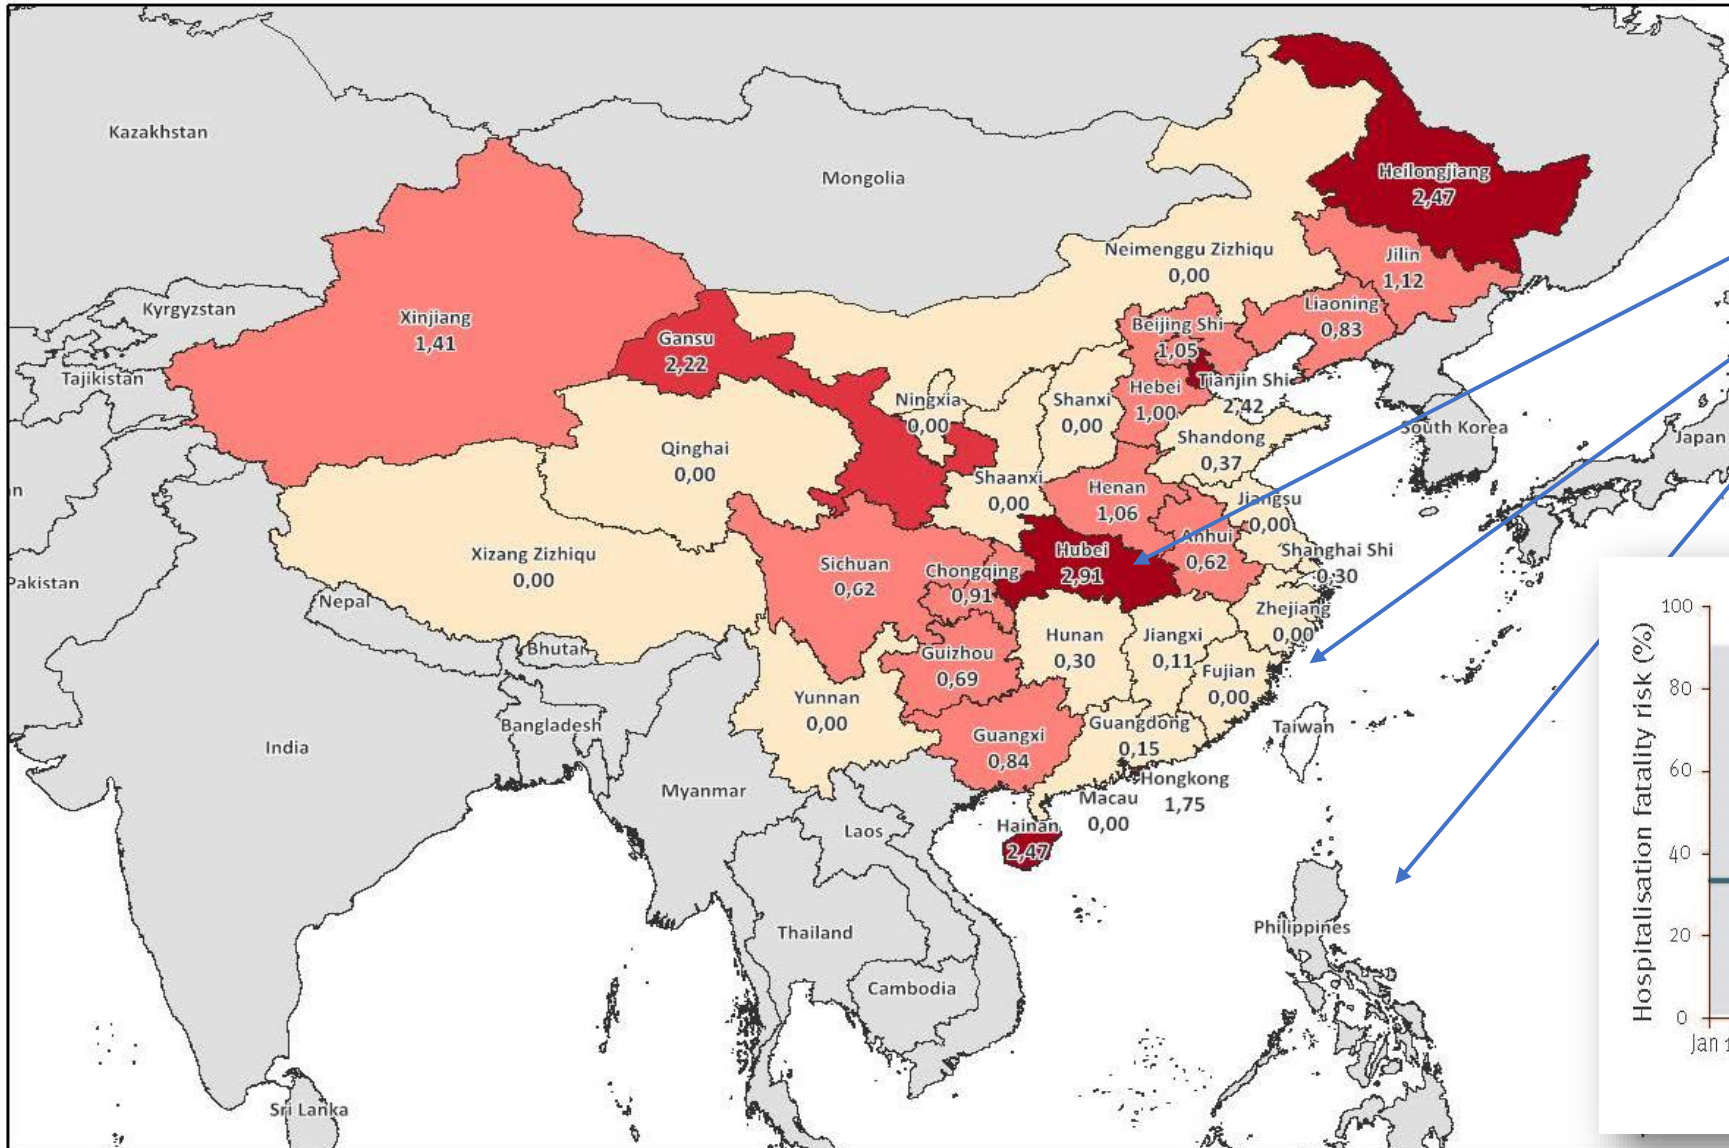 Kazakhstan
Mongolia
Heilongjiang
2,47
Neimenggu Zizhiqu
0,00
Jilin
1,12
Kyrgyzstan
Xinjiang
1,41
Gansu
2,22
Beijing Shi
1,05
Liaoning
0,83
Tajikistan
Ningxia
0,00
Shanxi
0,00
Hebei
1,00
Tianjin Shi
2,42
South Korea
Japan
Qinghai
0,00
Shandong
0,37
Shaanxi
0,00
Henan
1,06
Jiangsu
0,00
an
Xizang Zizhiqu
0,00
Sichuan
0,62
Chongqing
0,91
Hubei
2,91
Anhui
0,62
Shanghai Shi
0,30
Pakistan
Nepal
Bhutan
Zhejiang
0,00
Hunan
0,30
Jiangxi
0,11
Guizhou
0,69
Fujian
0,00
Yunnan
0,00
Bangladesh
India
Guangxi
0,84
Guangdong
0,15
Taiwan
Myanmar
Macau
0,00
Hongkong
1,75
Laos
Hainan
2,47
Thailand
Philippines
Cambodia
Sri Lanka
Hospitalisation fatality risk (%)
100
80
60
40
20
0
Jan 1